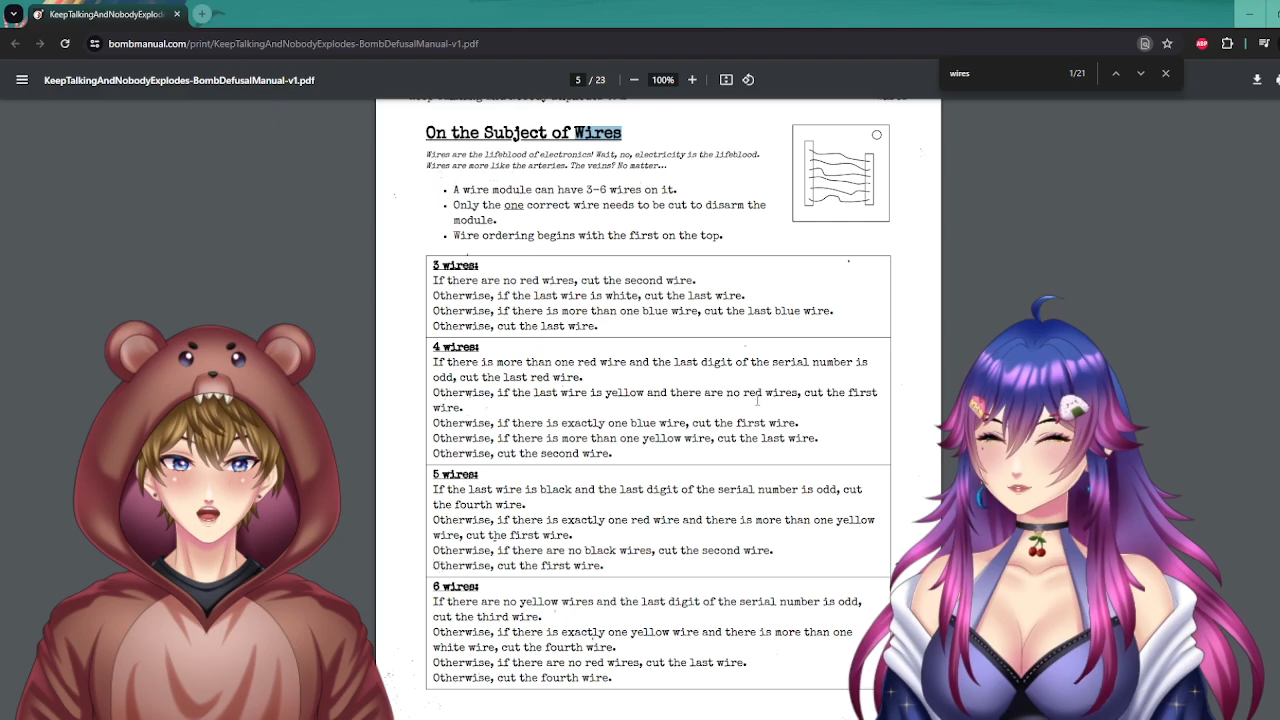 KeepTalkingAndNobodyExplode
bombmanual.com/print/KeepTalkingAndNobodyExplodes-BombDefusalManual-v1.pdf
ABP
KeepTalkingAndNobodyExplodes-BombDefusalManual-v1.pdf
5 / 23
100%
wires
1/21
On the Subject of Wires
Wires are the lifeblood of electronics! Wait, no, electricity is the lifeblood.
Wires are more like the arteries. The veins? No matter...
• A wire module can have 3-6 wires on it.
• Only the one correct wire needs to be cut to disarm the
module.
• Wire ordering begins with the first on the top.
3 wires:
If there are no red wires, cut the second wire.
Otherwise, if the last wire is white, cut the last wire.
Otherwise, if there is more than one blue wire, cut the last blue wire.
Otherwise, cut the last wire.
4 wires:
If there is more than one red wire and the last digit of the serial number is
odd, cut the last red wire.
Otherwise, if the last wire is yellow and there are no red wires, cut the first
wire.
Otherwise, if there is exactly one blue wire, cut the first wire.
Otherwise, if there is more than one yellow wire, cut the last wire.
Otherwise, cut the second wire.
5 wires:
If the last wire is black and the last digit of the serial number is odd, cut
the fourth wire.
Otherwise, if there is exactly one red wire and there is more than one yellow
wire, cut the first wire.
Otherwise, if there are no black wires, cut the second wire.
Otherwise, cut the first wire.
6 wires:
If there are no yellow wires and the last digit of the serial number is odd,
cut the third wire.
Otherwise, if there is exactly one yellow wire and there is more than one
white wire, cut the fourth wire.
Otherwise, if there are no red wires, cut the last wire.
Otherwise, cut the fourth wire.